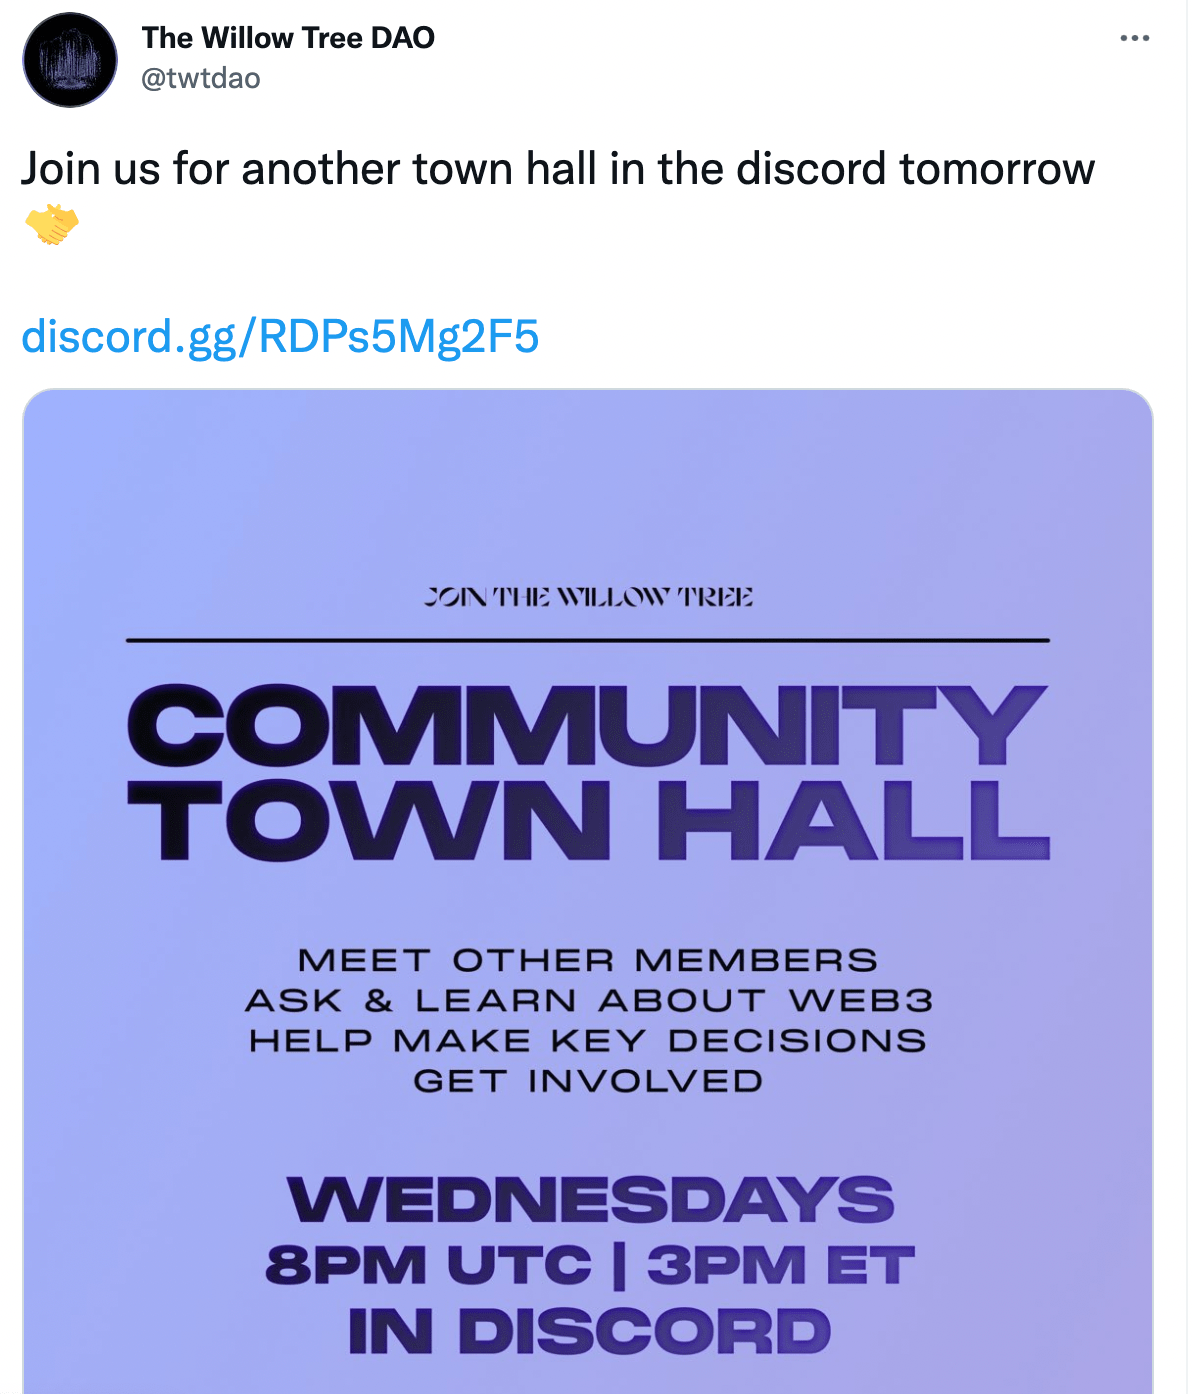 The Willow Tree DAO
@twtdao
Join us for another town hall in the discord tomorrow
🤝
discord.gg/RDPs5Mg2F5
JOIN THE WILLOW TREE
COMMUNITY
TOWN HALL
MEET OTHER MEMBERS
ASK & LEARN ABOUT WEB3
HELP MAKE KEY DECISIONS
GET INVOLVED
WEDNESDAYS
8PM UTC | 3PM ET
IN DISCORD